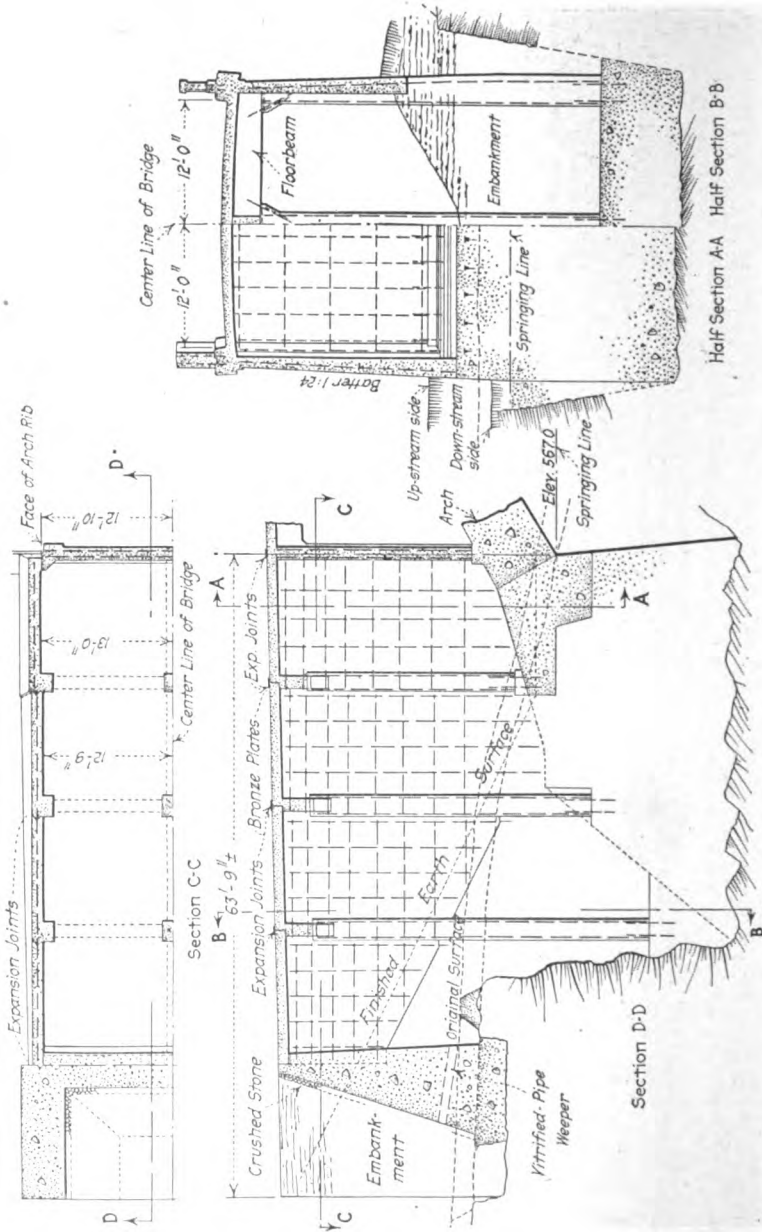 Expansion Joints
Face of Arch Rib
D
D
12'-9"
13'-0"
12'-10"
Center Line of Bridge
Section C-C
63'-9"±
Crushed Stone
Expansion Joints
Bronze Plates
Exp. Joints
B
A
C
C
Embank-
ment
Finished
Earth
Surface
Original Surface
Arch
Elev. 567.0
Springing Line
A
B
Vitrified-Pipe
Weeper
Section D-D
Center Line of Bridge
12'-0"
12'-0"
Floorbeam
Batter 1:24
Up-stream side
Down-stream
side
Embankment
Springing Line
Half Section A-A
Half Section B-B